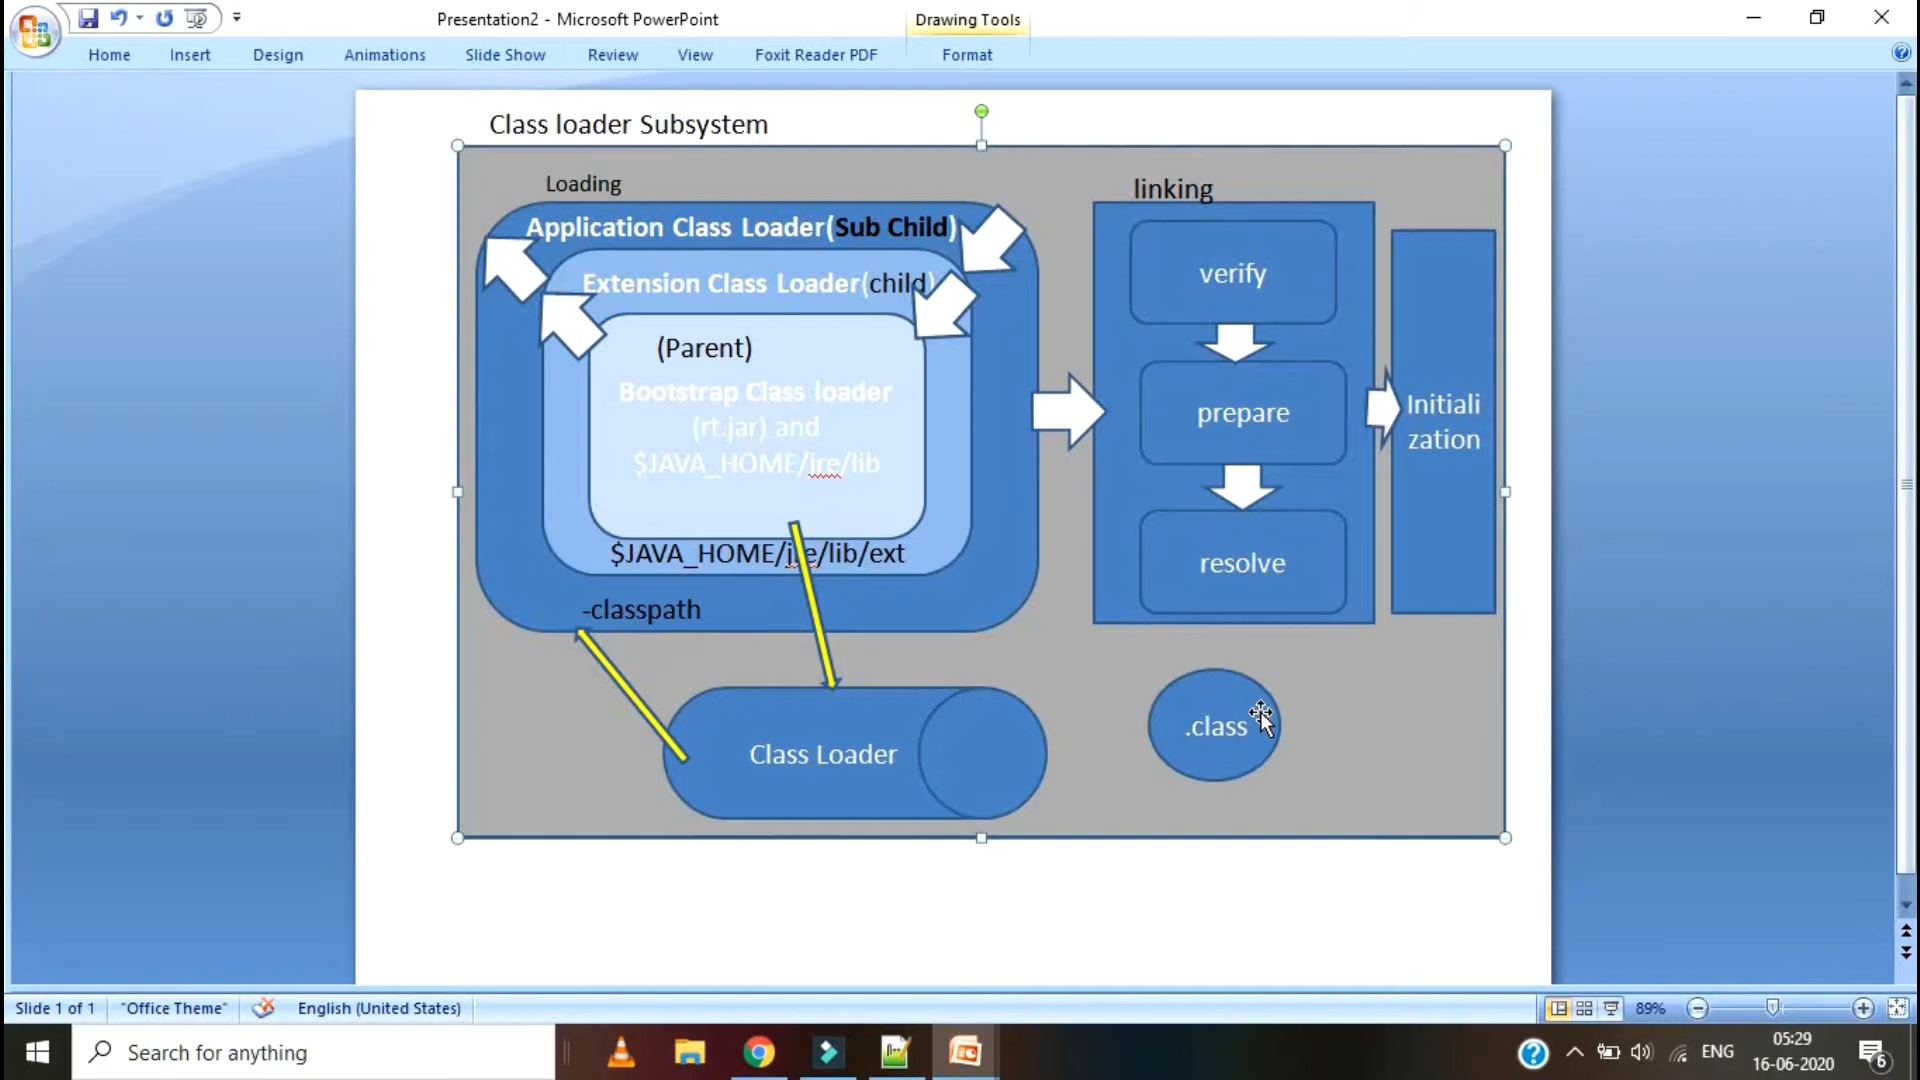 Presentation2 - Microsoft PowerPoint
Drawing Tools
Home Insert Design Animations Slide Show Review View Foxit Reader PDF Format
Class loader Subsystem
Loading
linking
Application Class Loader(Sub Child)
Extension Class Loader(child)
(Parent)
Bootstrap Class loader
(rt.jar) and
$JAVA_HOME/jre/lib
$JAVA_HOME/jre/lib/ext
-classpath
verify
prepare
resolve
Initiali
zation
Class Loader
.class
Slide 1 of 1 "Office Theme" English (United States) 89%
Search for anything
ENG
05:29
16-06-2020
6